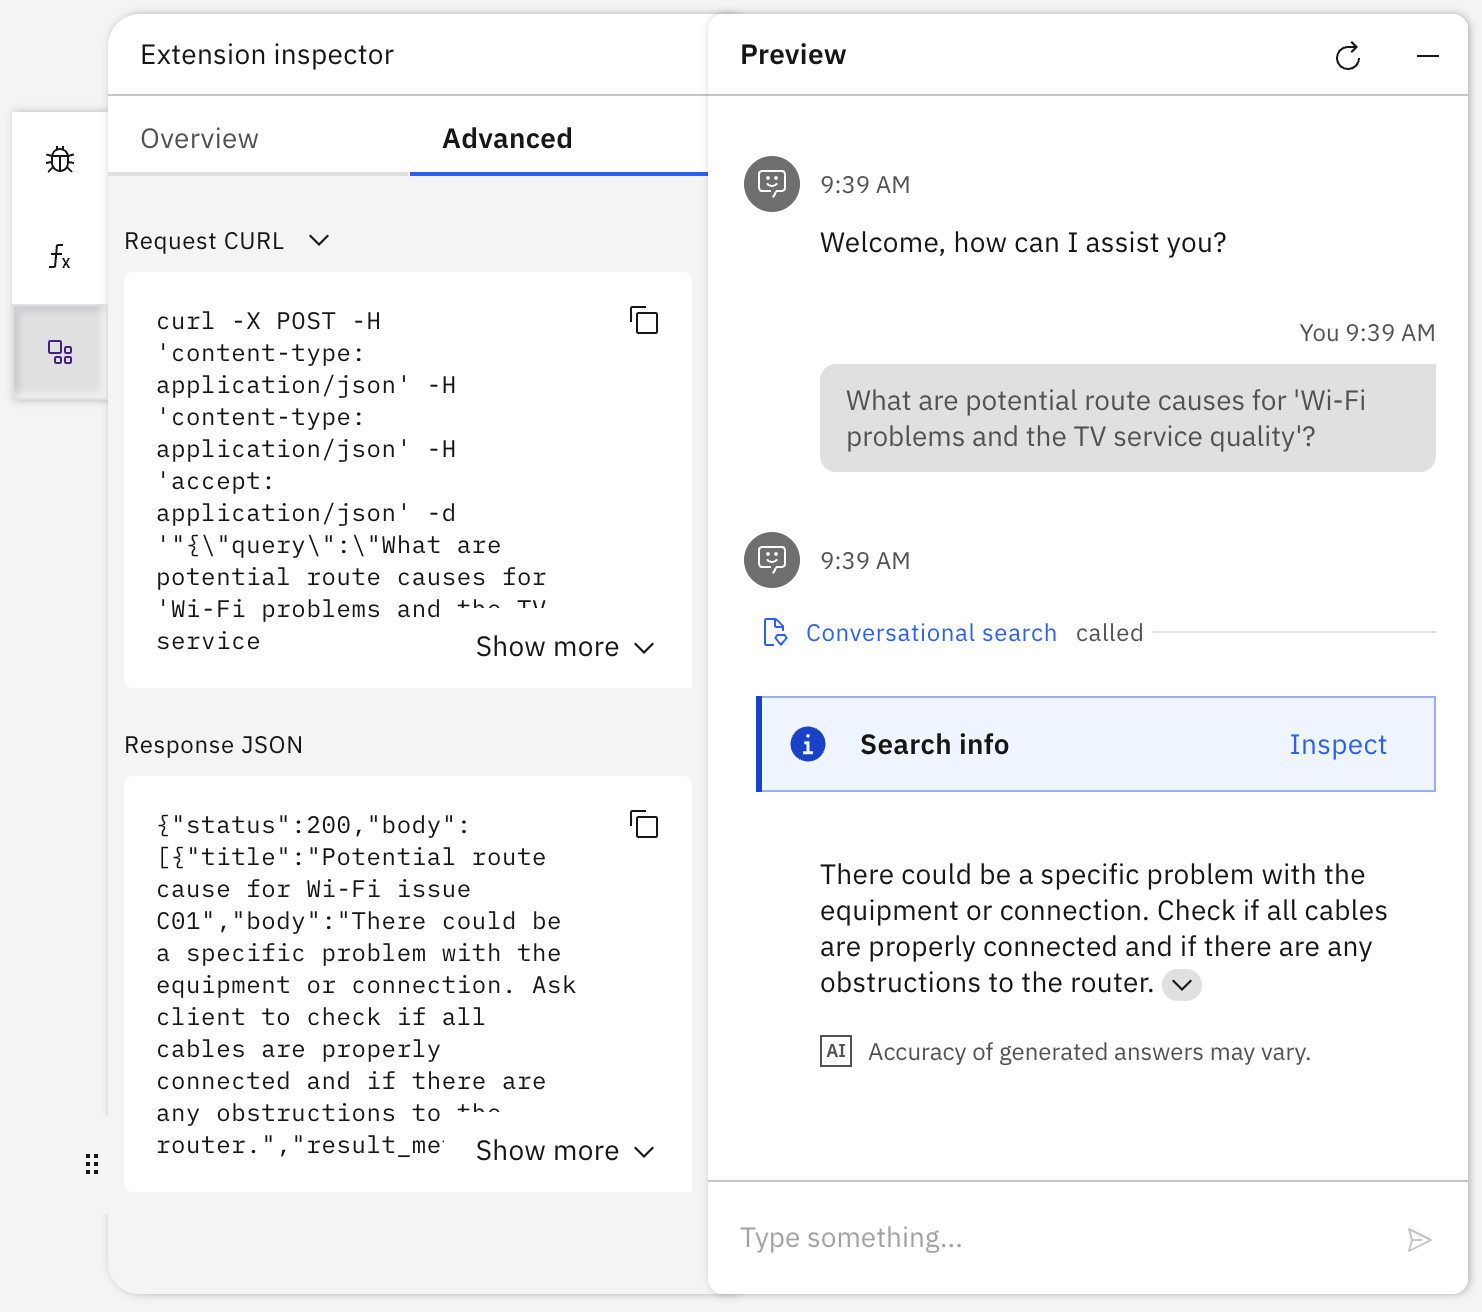 Extension inspector
Overview
Advanced
Request CURL
curl -X POST -H
'content-type:
application/json' -H
'content-type:
application/json' -H
'accept:
application/json' -d
'"{\"query\":\"What are
potential route causes for
'Wi-Fi problems and the TV
service
Show more
Response JSON
{"status":200,"body":
[{"title":"Potential route
cause for Wi-Fi issue
C01","body":"There could be
a specific problem with the
equipment or connection. Ask
client to check if all
cables are properly
connected and if there are
any obstructions to the
router.","result_me
Show more
Preview
9:39 AM
Welcome, how can I assist you?
You 9:39 AM
What are potential route causes for 'Wi-Fi
problems and the TV service quality'?
9:39 AM
Conversational search called
Search info
Inspect
There could be a specific problem with the
equipment or connection. Check if all cables
are properly connected and if there are any
obstructions to the router.
AI Accuracy of generated answers may vary.
Type something...